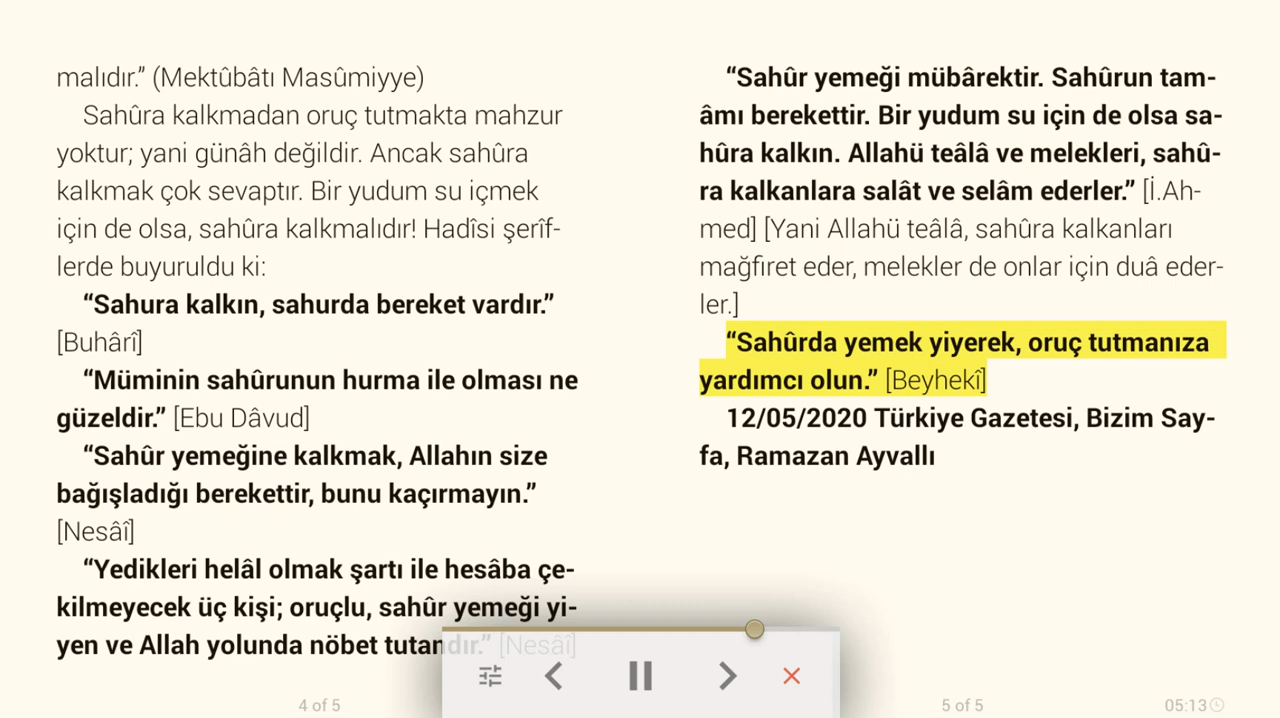 malıdır.” (Mektûbâtı Masûmiyye)
Sahûra kalkmadan oruç tutmakta mahzur
yoktur; yani günâh değildir. Ancak sahûra
kalkmak çok sevaptır. Bir yudum su içmek
için de olsa, sahûra kalkmalıdır! Hadîsi şerîf-
lerde buyuruldu ki:
“Sahura kalkın, sahurda bereket vardır.”
[Buhârî]
“Müminin sahûrunun hurma ile olması ne
güzeldir.” [Ebu Dâvud]
“Sahûr yemeğine kalkmak, Allahın size
bağışladığı berekettir, bunu kaçırmayın.”
[Nesâî]
“Yedikleri helâl olmak şartı ile hesâba çe-
kilmeyecek üç kişi; oruçlu, sahûr yemeği yi-
yen ve Allah yolunda nöbet tutandır.” [Nesâî]
4 of 5
“Sahûr yemeği mübârektir. Sahûrun tam-
âmı berekettir. Bir yudum su için de olsa sa-
hûra kalkın. Allahü teâlâ ve melekleri, sahû-
ra kalkanlara salât ve selâm ederler.” [İ.Ah-
med] [Yani Allahü teâlâ, sahûra kalkanları
mağfiret eder, melekler de onlar için duâ eder-
ler.]
“Sahûrda yemek yiyerek, oruç tutmanıza
yardımcı olun.” [Beyhekî]
12/05/2020 Türkiye Gazetesi, Bizim Say-
fa, Ramazan Ayvallı
5 of 5
05:13